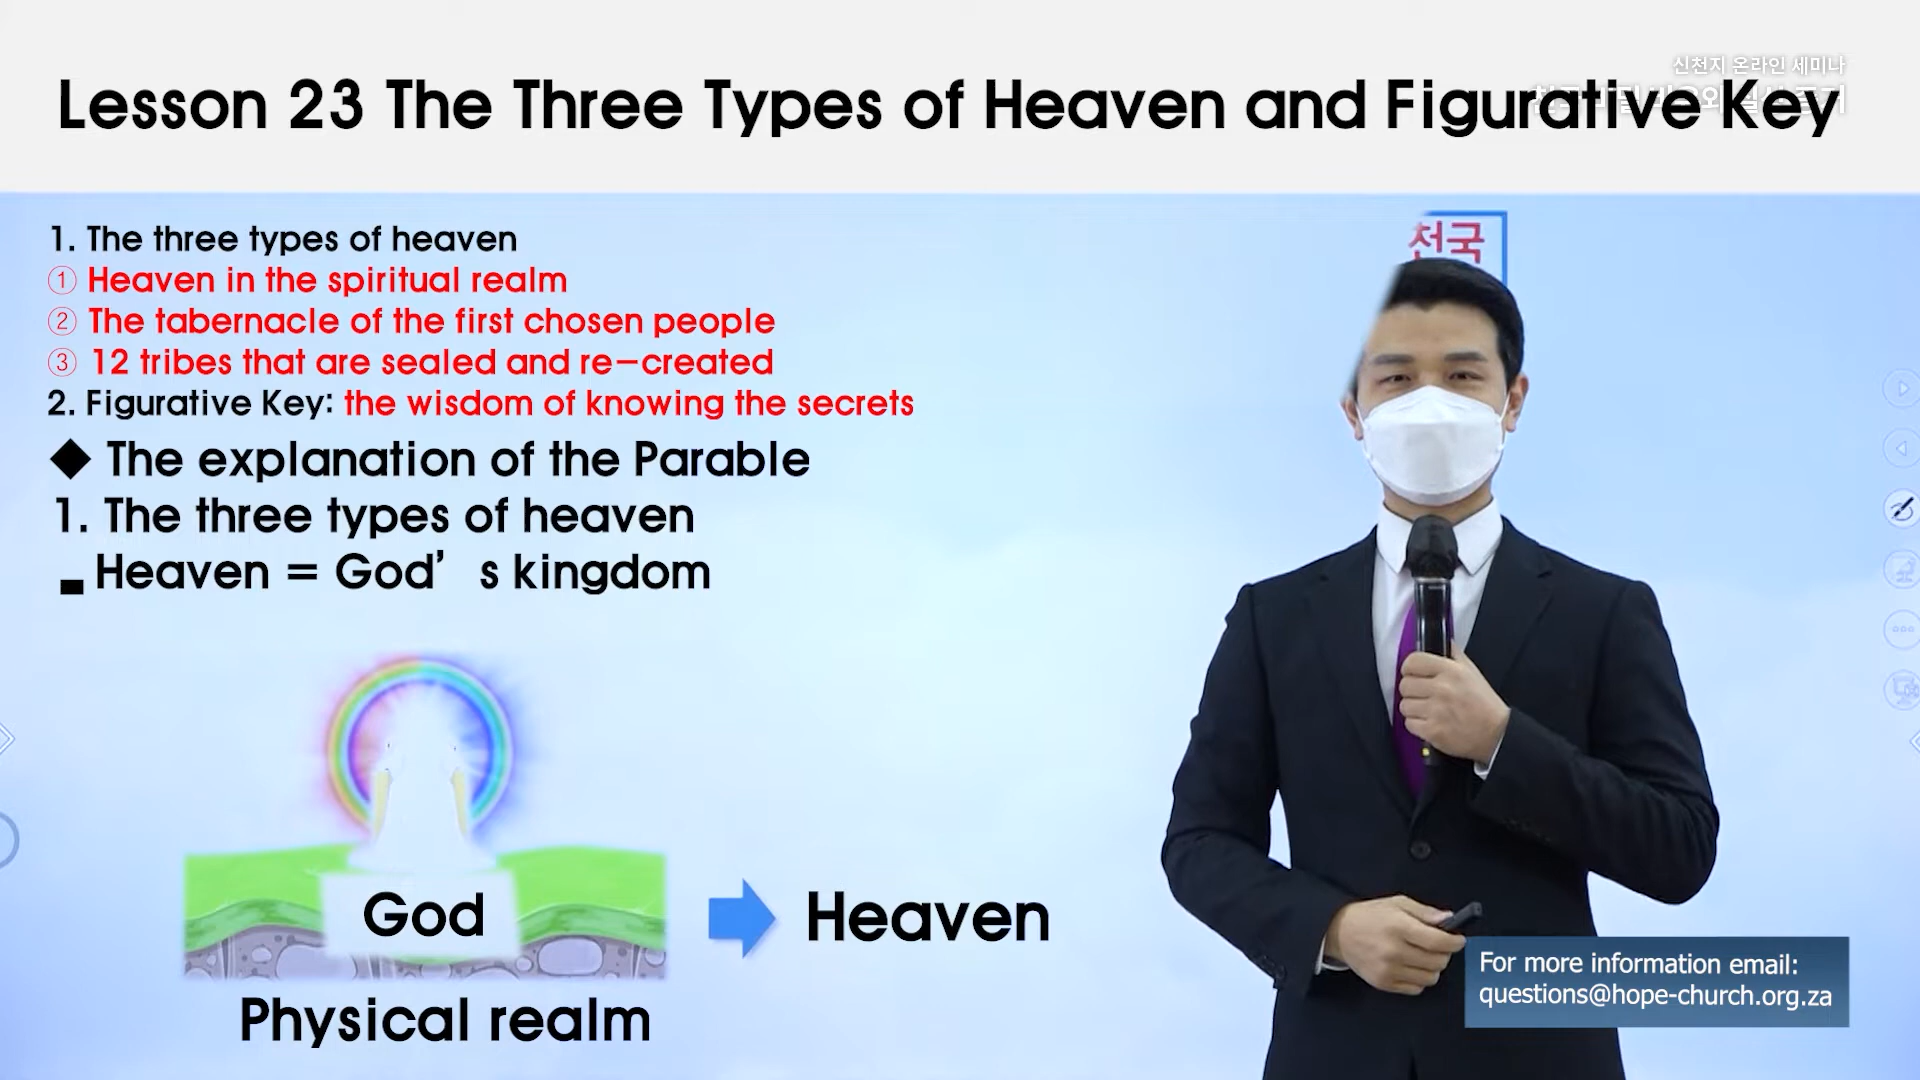 신천지 온라인 세미나
Lesson 23 The Three Types of Heaven and Figurative Key
1. The three types of heaven
① Heaven in the spiritual realm
② The tabernacle of the first chosen people
③ 12 tribes that are sealed and re-created
2. Figurative Key: the wisdom of knowing the secrets
◆ The explanation of the Parable
1. The three types of heaven
- Heaven = God's kingdom
천국
God
Heaven
Physical realm
For more information email:
questions@hope-church.org.za